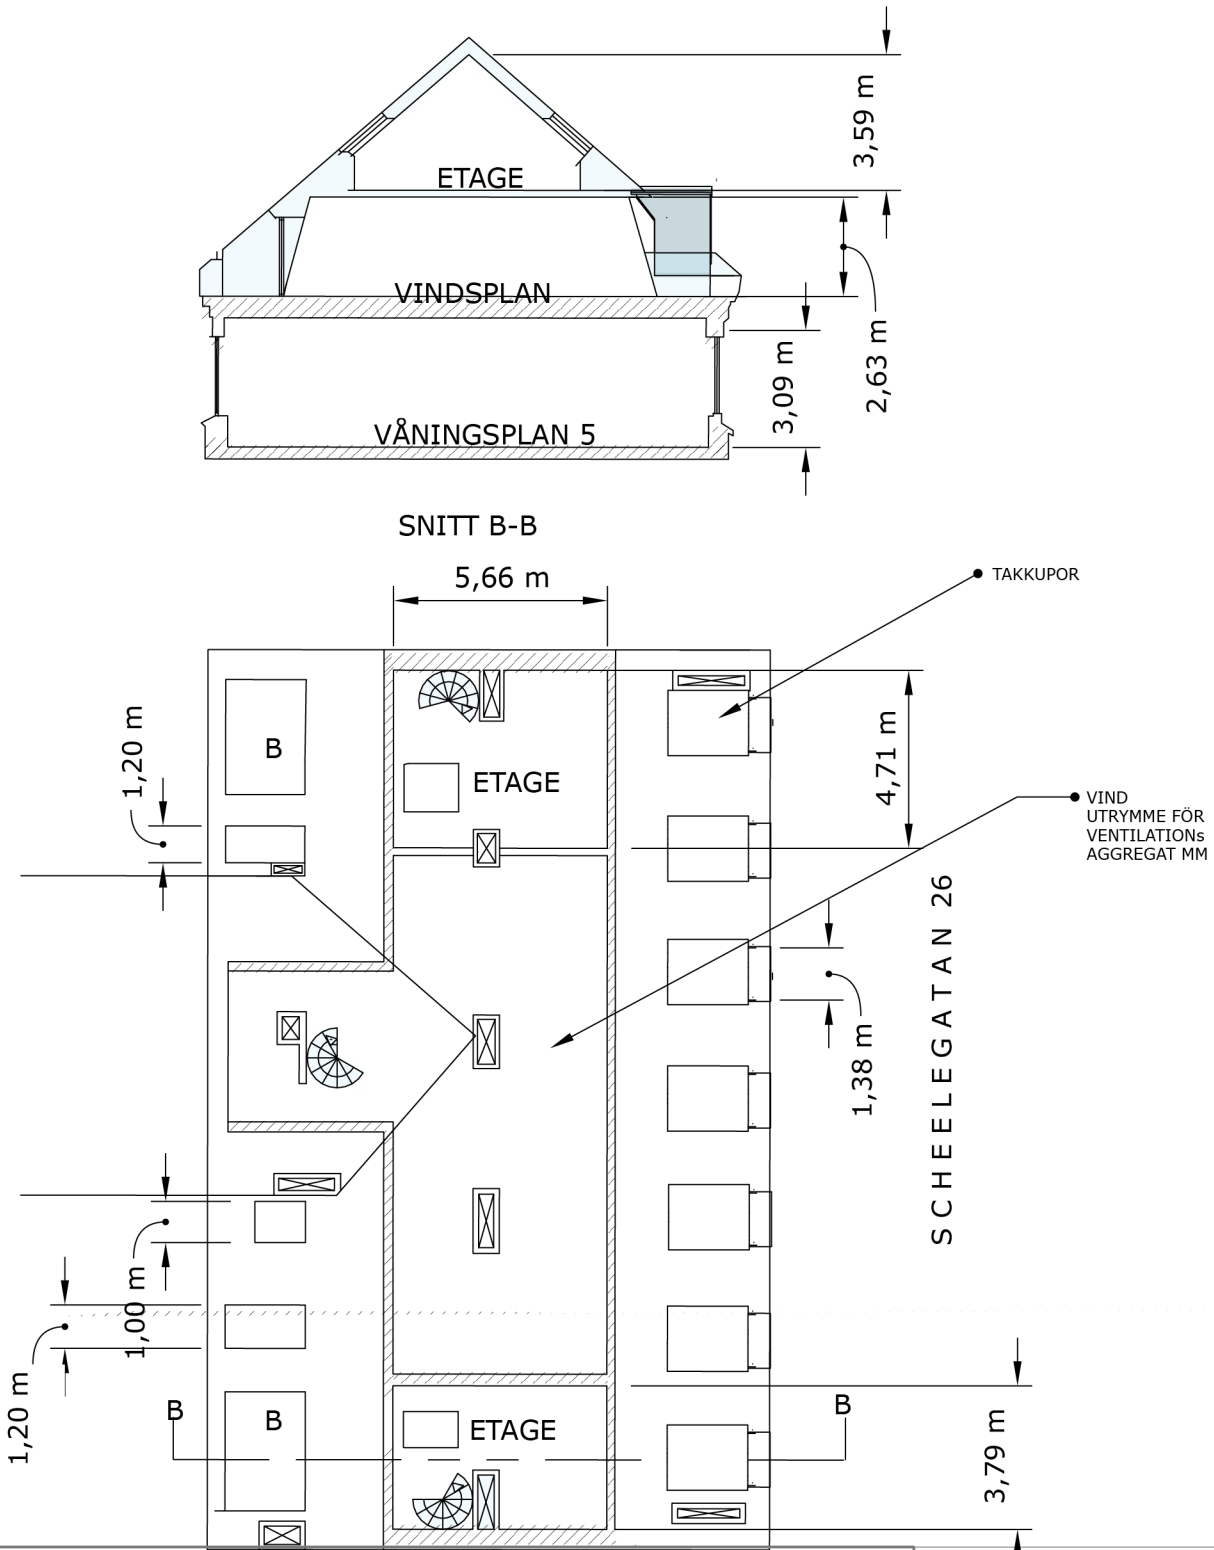 3,59 m
ETAGE
VINDSPLAN
2,63 m
3,09 m
VÅNINGSPLAN 5
SNITT B-B
5,66 m
TAKKUPOR
1,20 m
B
ETAGE
4,71 m
VIND
UTRYMME FÖR
VENTILATIONs
AGGREGAT MM
SCHEELEGATAN 26
1,38 m
1,00 m
1,20 m
B
B
ETAGE
B
3,79 m